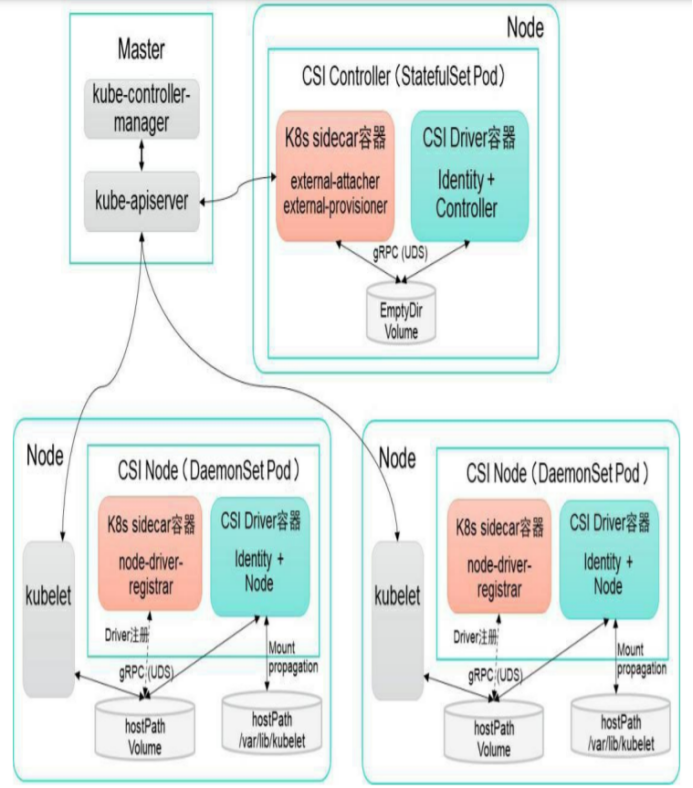 Master
kube-controller-
manager
kube-apiserver
Node
CSI Controller（StatefulSet Pod）
K8s sidecar容器
external-attacher
external-provisioner
CSI Driver容器
Identity +
Controller
gRPC (UDS)
EmptyDir
Volume
Node
CSI Node（DaemonSet Pod）
kubelet
K8s sidecar容器
node-driver-
registrar
CSI Driver容器
Identity +
Node
Driver注册
gRPC (UDS)
Mount
propagation
hostPath
Volume
hostPath
/var/lib/kubelet
Node
CSI Node（DaemonSet Pod）
kubelet
K8s sidecar容器
node-driver-
registrar
CSI Driver容器
Identity +
Node
Driver注册
gRPC (UDS)
Mount
propagation
hostPath
Volume
hostPath
/var/lib/kubelet